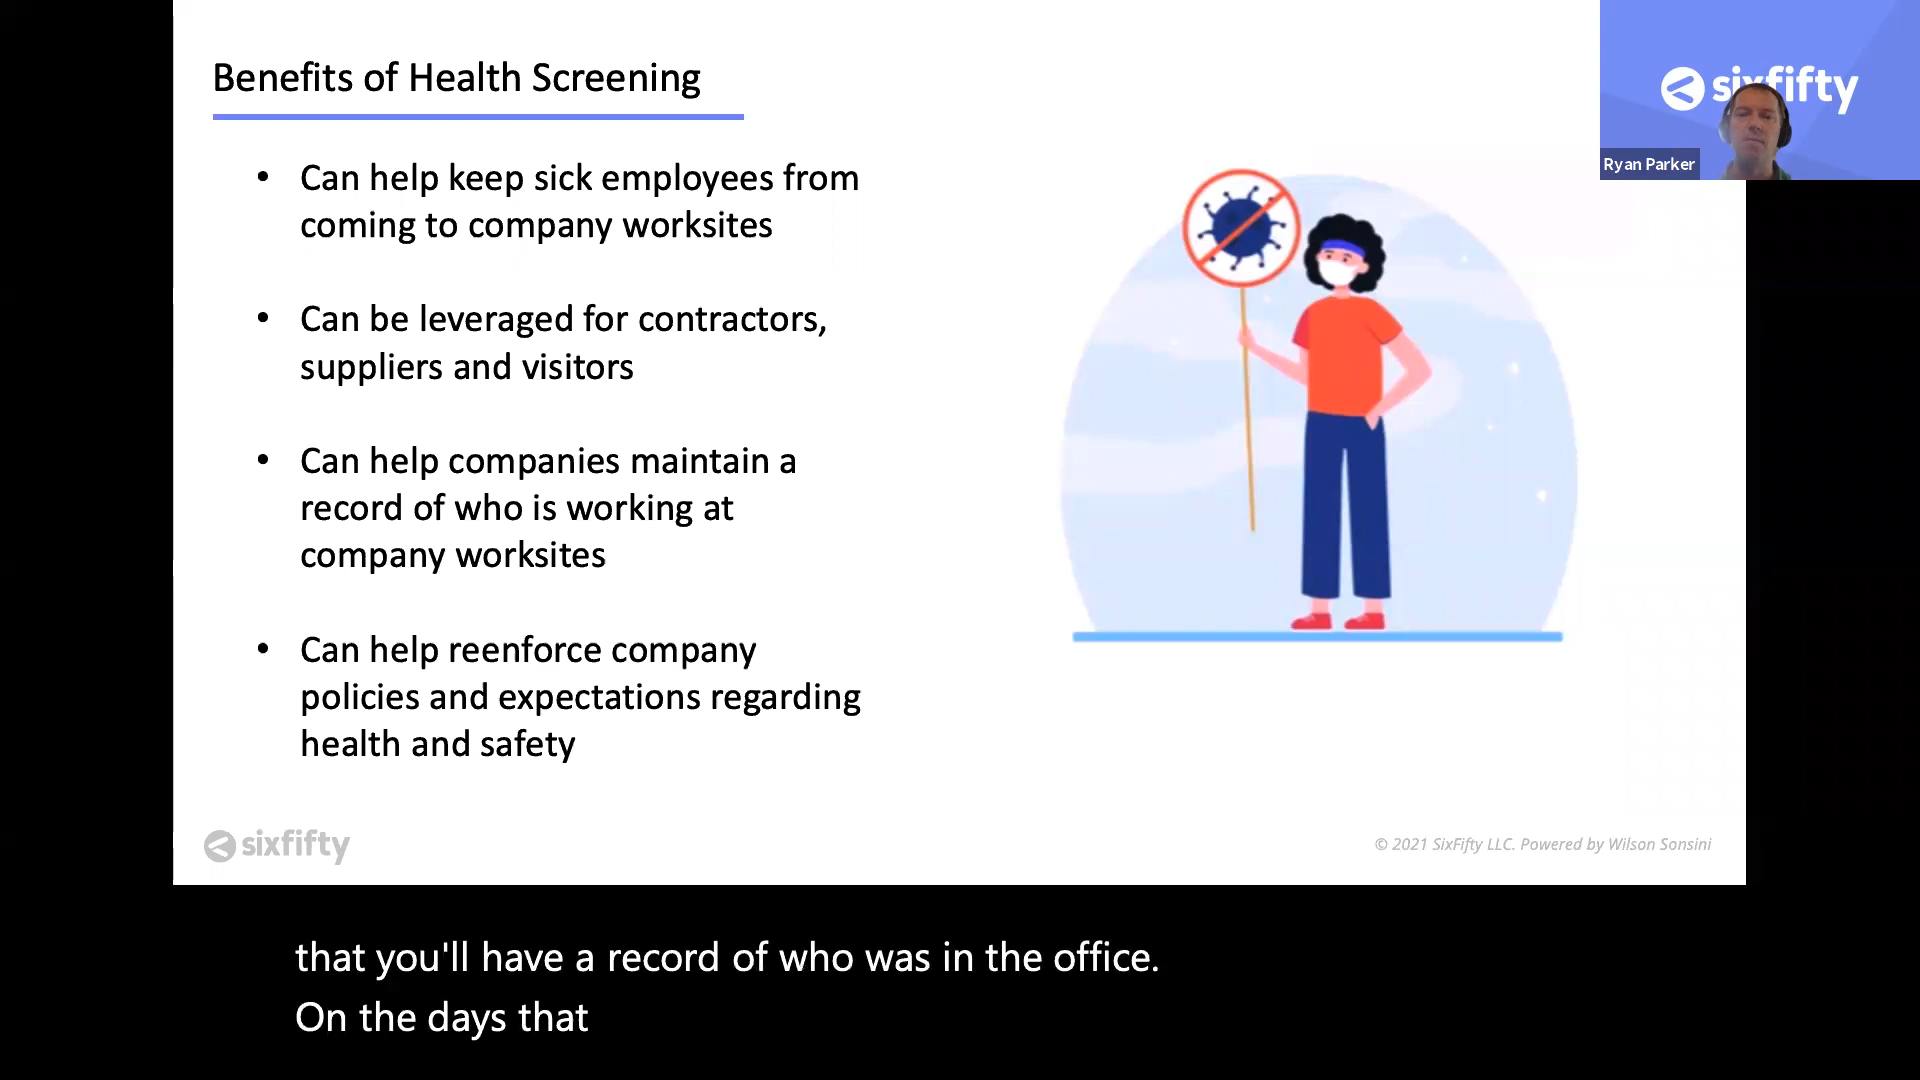 Benefits of Health Screening
sixfifty
Ryan Parker
• Can help keep sick employees from
coming to company worksites
• Can be leveraged for contractors,
suppliers and visitors
• Can help companies maintain a
record of who is working at
company worksites
• Can help reenforce company
policies and expectations regarding
health and safety
sixfifty
© 2021 SixFifty LLC. Powered by Wilson Sonsini
that you'll have a record of who was in the office.
On the days that